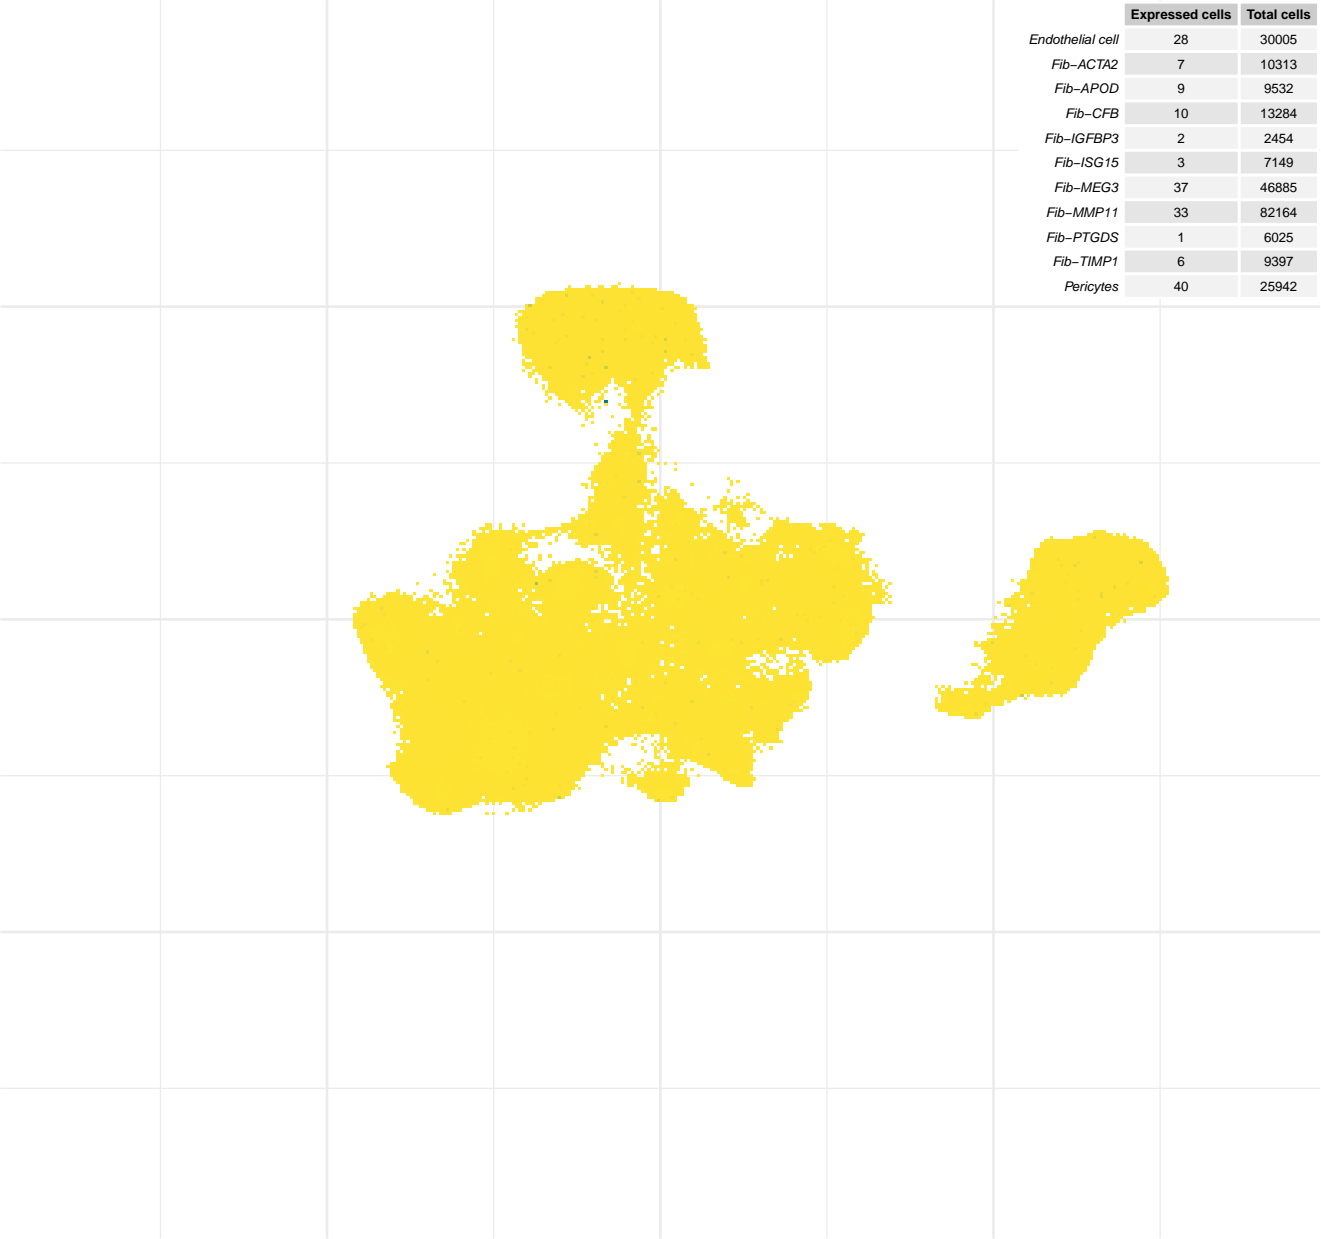 Expressed cells Total cells
Endothelial cell 28 30005
Fib−ACTA2 7 10313
Fib−APOD 9 9532
Fib−CFB 10 13284
Fib−IGFBP3 2 2454
Fib−ISG15 3 7149
Fib−MEG3 37 46885
Fib−MMP11 33 82164
Fib−PTGDS 1 6025
Fib−TIMP1 6 9397
Pericytes 40 25942